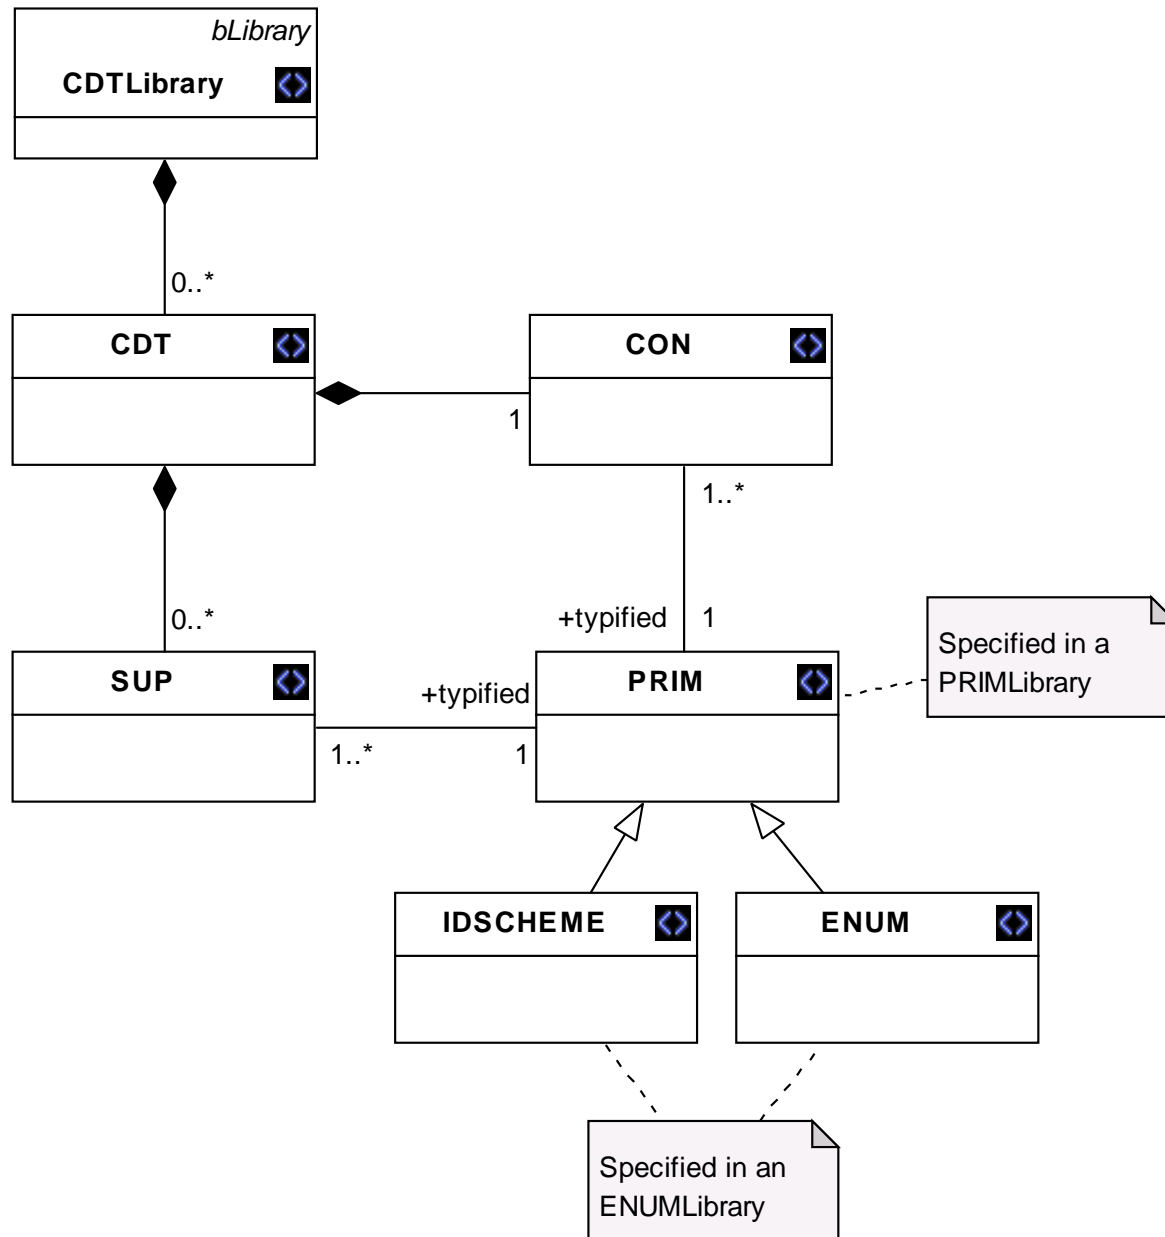 bLibrary
CDTLibrary
0..*
CDT
CON
1
1..*
+typified
1
0..*
Specified in a
PRIMLibrary
SUP
+typified
PRIM
1..*
1
IDSCHEME
ENUM
Specified in an
ENUMLibrary